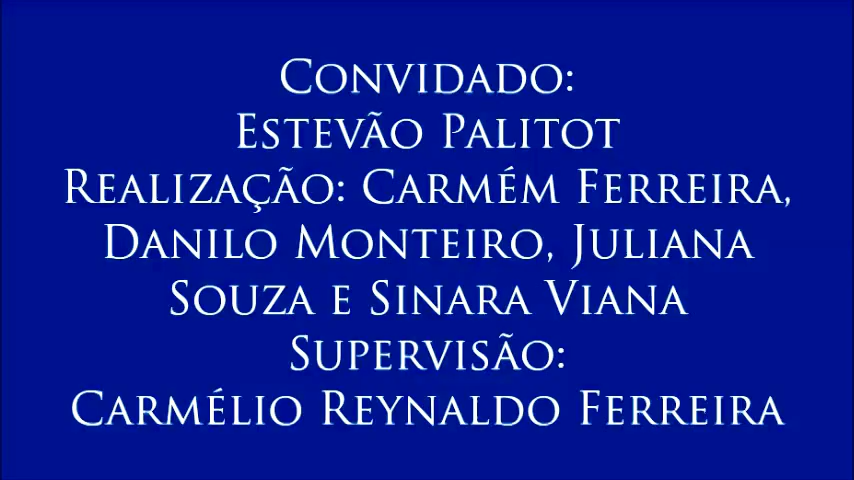 Convidado:
Estevão Palitot
Realização: Carmém Ferreira,
Danilo Monteiro, Juliana
Souza e Sinara Viana
Supervisão:
Carmélio Reynaldo Ferreira